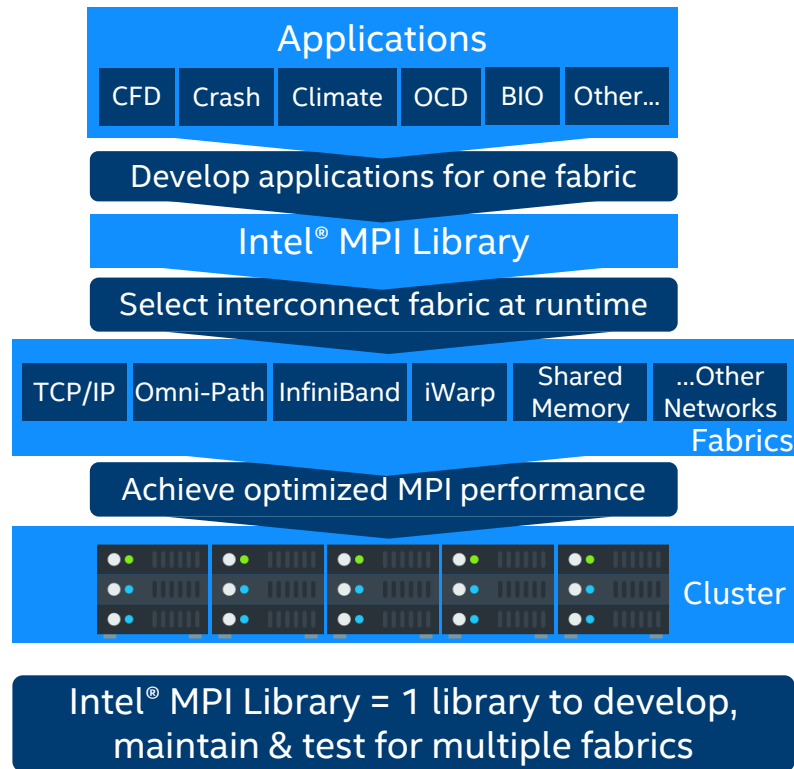 Applications
CFD Crash Climate OCD BIO Other...
Develop applications for one fabric
Intel® MPI Library
Select interconnect fabric at runtime
TCP/IP Omni-Path InfiniBand iWarp Shared Memory ...Other Networks
Fabrics
Achieve optimized MPI performance
Cluster
Intel® MPI Library = 1 library to develop,
maintain & test for multiple fabrics